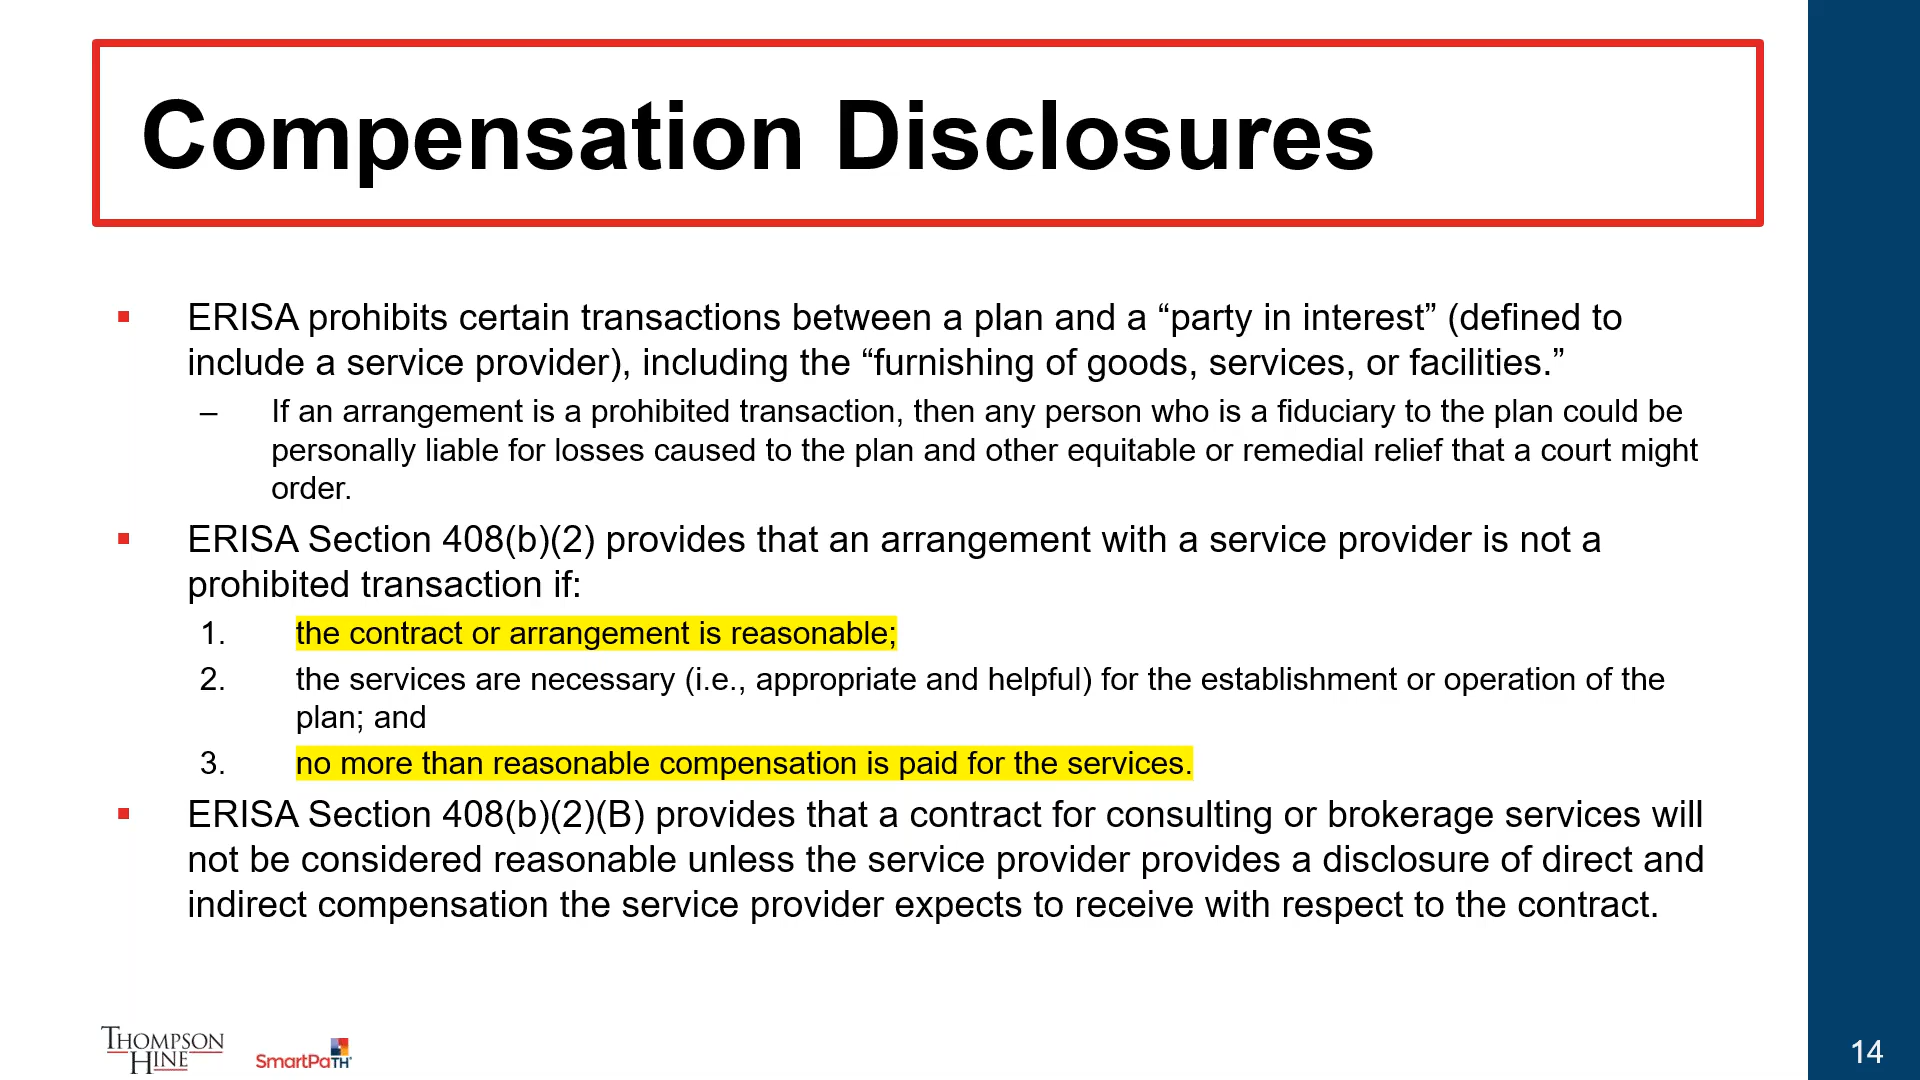 Compensation Disclosures
▪ ERISA prohibits certain transactions between a plan and a “party in interest” (defined to
include a service provider), including the “furnishing of goods, services, or facilities.”
– If an arrangement is a prohibited transaction, then any person who is a fiduciary to the plan could be
personally liable for losses caused to the plan and other equitable or remedial relief that a court might
order.
▪ ERISA Section 408(b)(2) provides that an arrangement with a service provider is not a
prohibited transaction if:
1. the contract or arrangement is reasonable;
2. the services are necessary (i.e., appropriate and helpful) for the establishment or operation of the
plan; and
3. no more than reasonable compensation is paid for the services.
▪ ERISA Section 408(b)(2)(B) provides that a contract for consulting or brokerage services will
not be considered reasonable unless the service provider provides a disclosure of direct and
indirect compensation the service provider expects to receive with respect to the contract.
THOMPSON
HINE
SmartPaTH
14